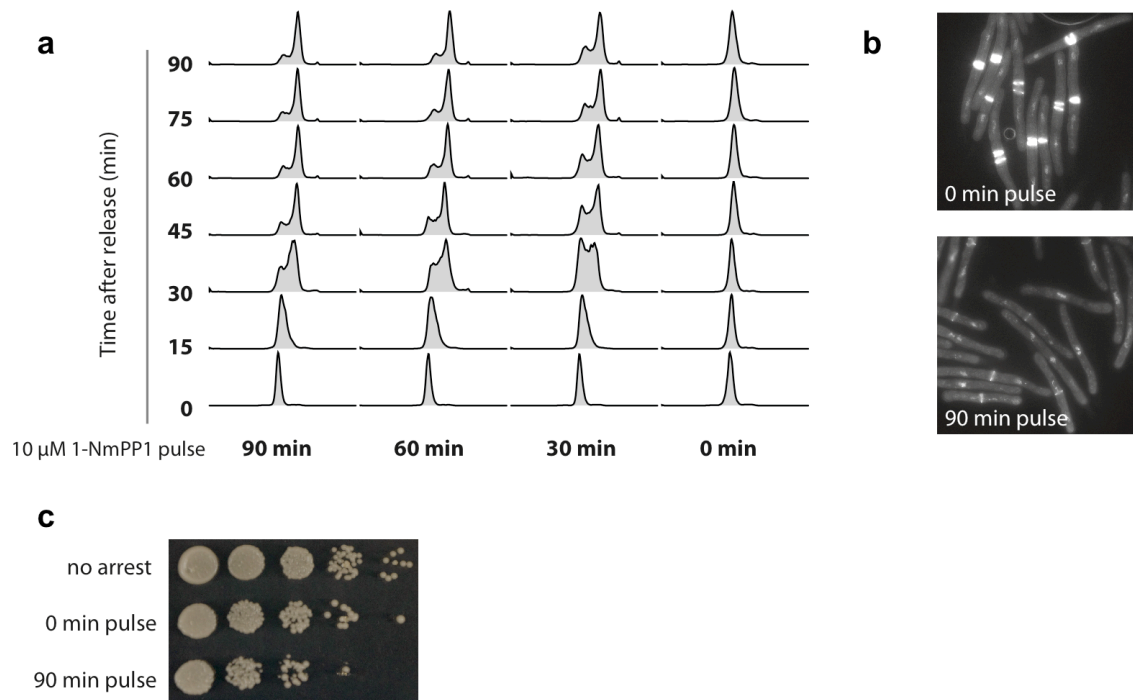 a
b
Time after release (min)
90
75
60
45
30
15
0
10 µM 1-NmPP1 pulse
90 min
60 min
30 min
0 min
0 min pulse
90 min pulse
c
no arrest
0 min pulse
90 min pulse